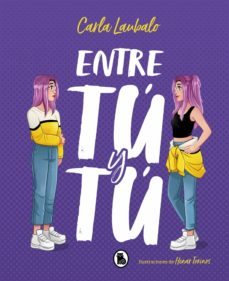 Carla Laubalo
ENTRE
TÚ
y
TÚ
Ilustraciones de